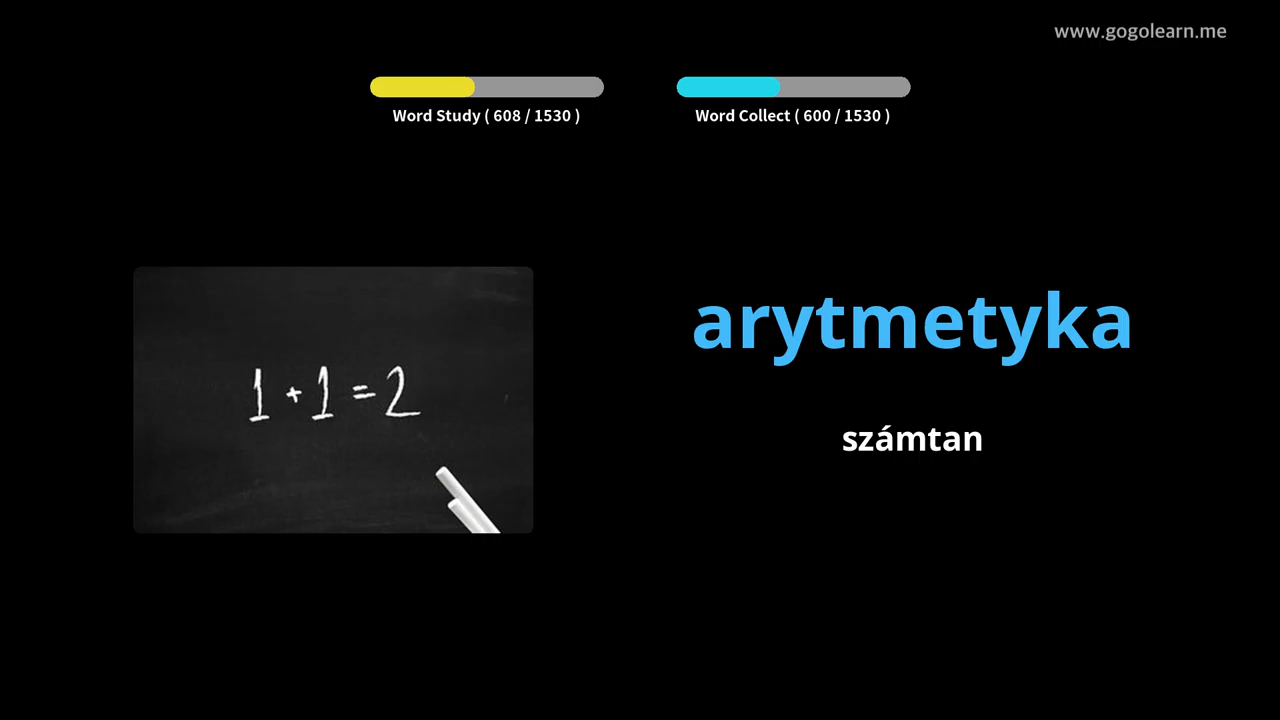 www.gogolearn.me
Word Study ( 608 / 1530 )
Word Collect ( 600 / 1530 )
1 + 1 = 2
arytmetyka
számtan